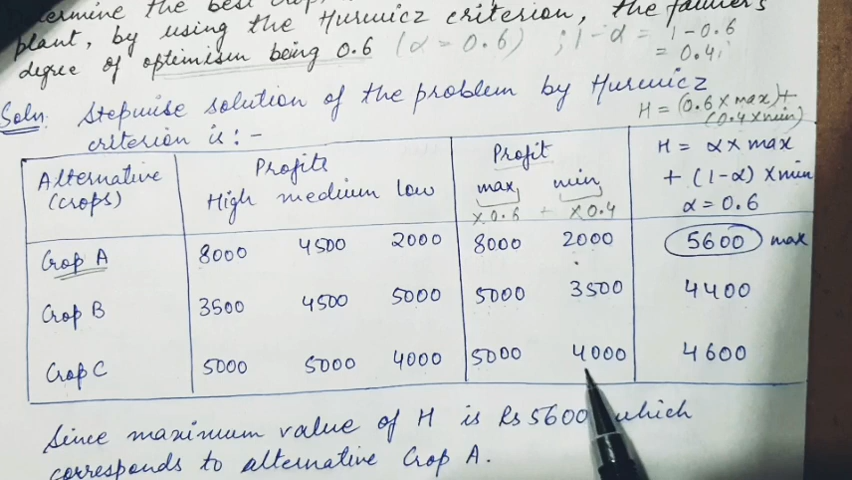 termine the best crop,
plant, by using the Hurwicz criterion, the farmer's
degree of optimism being 0.6 (α = 0.6) ; 1-α = 1-0.6
= 0.4;
Soln. Stepwise solution of the problem by Hurwicz
criterion is :-
H = (0.6 x max) +
(0.4 x min)
Alternative (crops) Profits High medium low Profit max min H = α x max + (1-α) x min α = 0.6
x 0.6 + x 0.4
Crop A 8000 4500 2000 8000 2000 5600 max
Crop B 3500 4500 5000 5000 3500 4400
Crop C 5000 5000 4000 5000 4000 4600
Since maximum value of H is Rs 5600 which
corresponds to alternative Crop A.